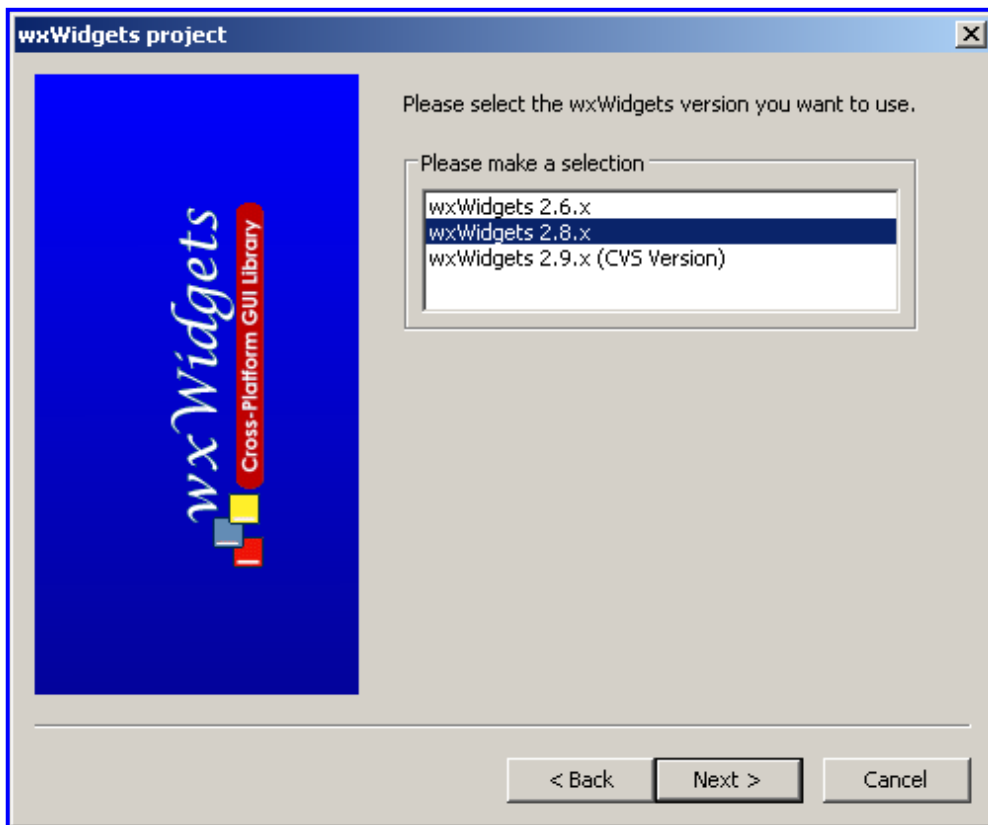 wxWidgets project
wxWidgets
Cross-Platform GUI Library
Please select the wxWidgets version you want to use.
Please make a selection
wxWidgets 2.6.x
wxWidgets 2.8.x
wxWidgets 2.9.x (CVS Version)
< Back
Next >
Cancel